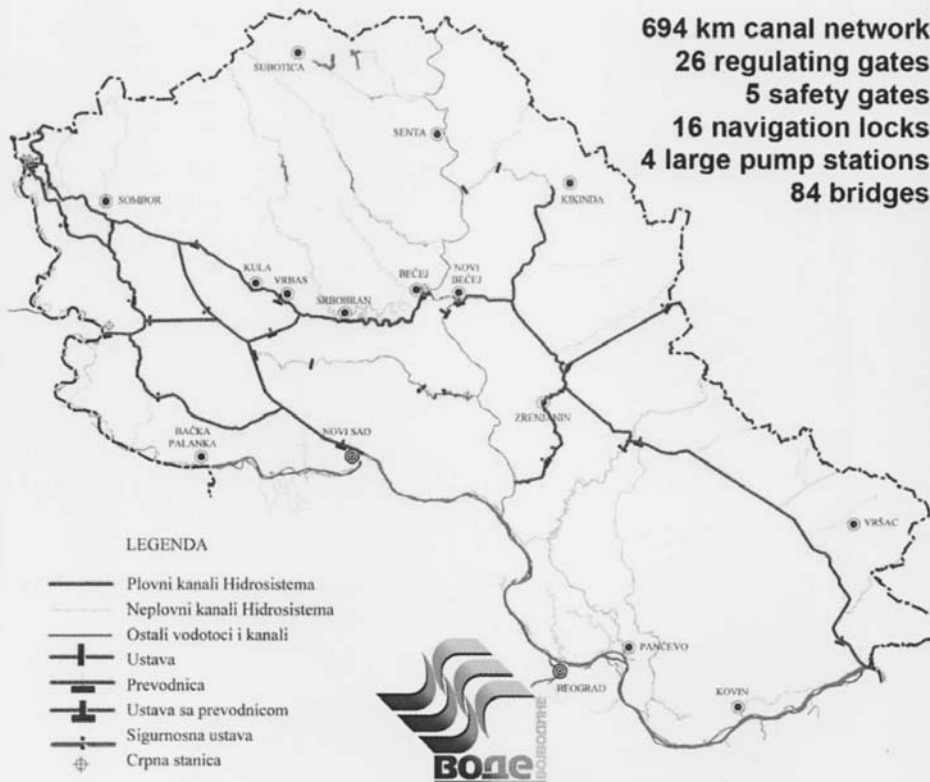 694 km canal network
26 regulating gates
5 safety gates
16 navigation locks
4 large pump stations
84 bridges
SUBOTICA
SENTA
KIKINDA
SOMBOR
KULA
VRBAS
SRBOBRAN
BEČEJ
NOVI
BEČEJ
ZRENJANIN
BAČKA
PALANKA
NOVI SAD
VRŠAC
LEGENDA
Plovni kanali Hidrosistema
Neplovni kanali Hidrosistema
Ostali vodotoci i kanali
Ustava
Prevodnica
Ustava sa prevodnicom
Sigurnosna ustava
Crpna stanica
PANČEVO
BEOGRAD
KOVIN
ВОДЕ
ВОЈВОДИНЕ